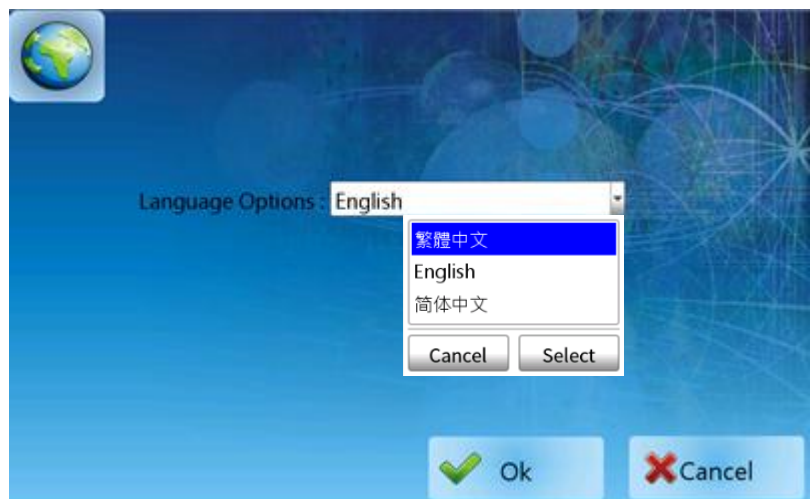 Language Options : English
繁體中文
English
简体中文
Cancel Select
Ok Cancel